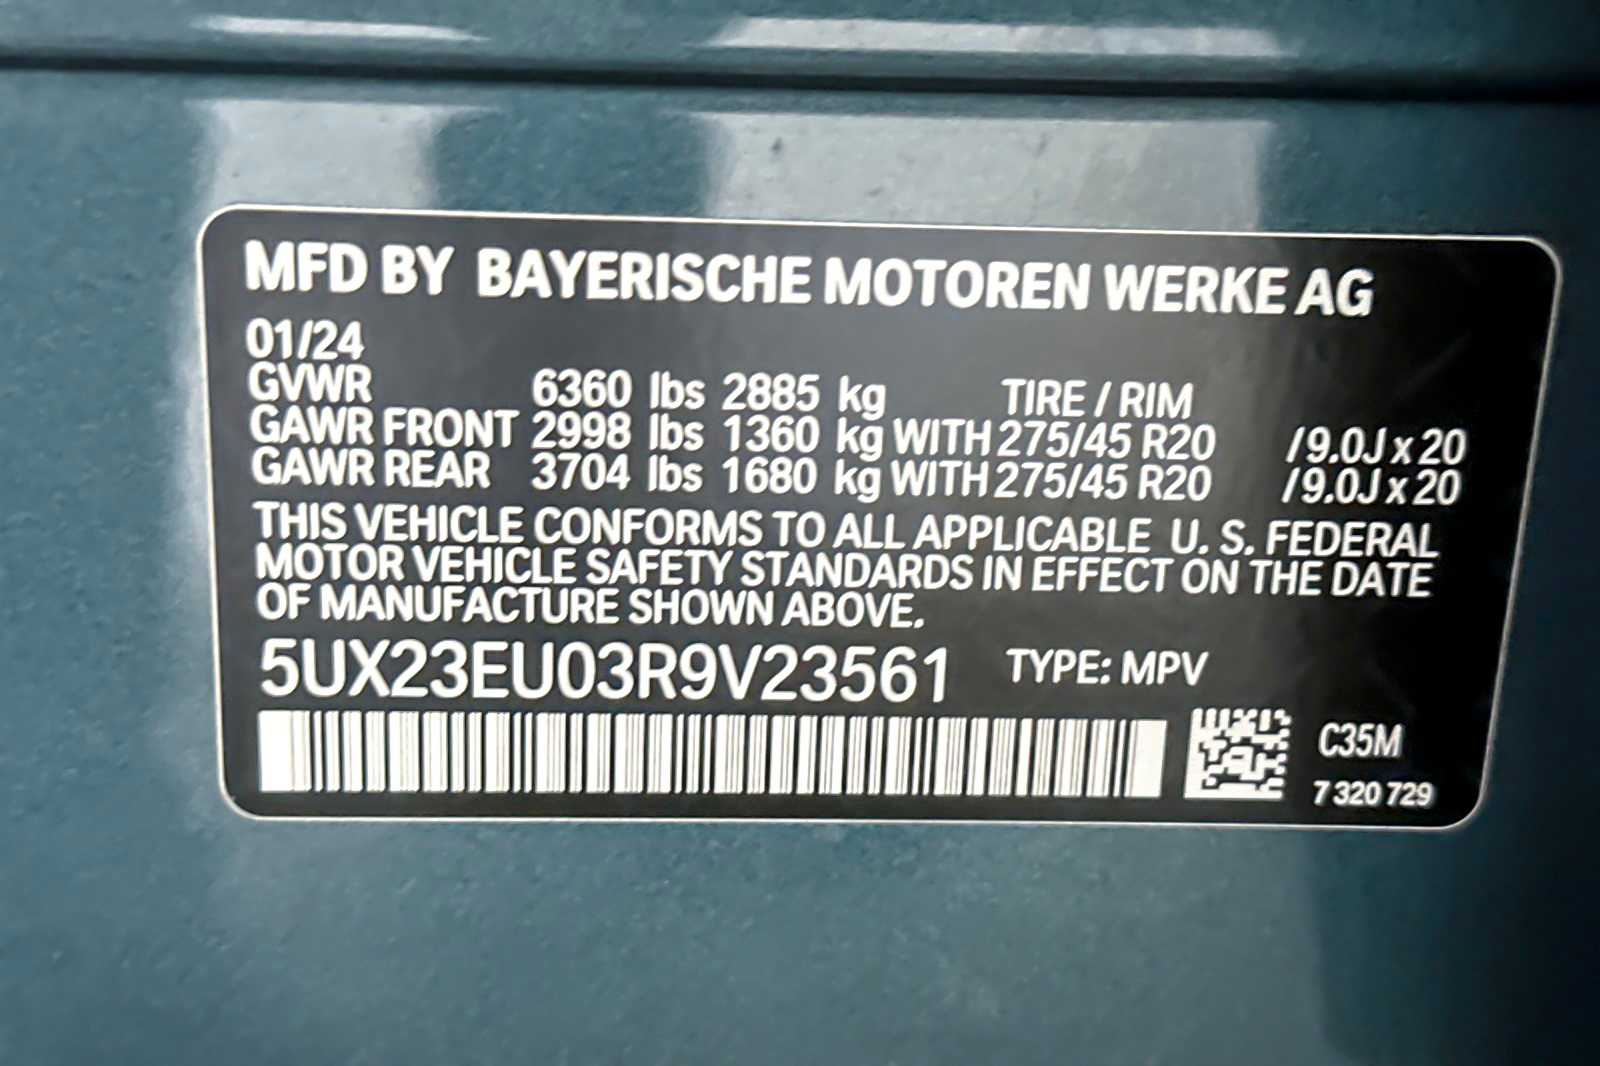 MFD BY BAYERISCHE MOTOREN WERKE AG
01/24
GVWR 6360 lbs 2885 kg TIRE / RIM
GAWR FRONT 2998 lbs 1360 kg WITH 275/45 R20 /9.0J x 20
GAWR REAR 3704 lbs 1680 kg WITH 275/45 R20 /9.0J x 20
THIS VEHICLE CONFORMS TO ALL APPLICABLE U. S. FEDERAL
MOTOR VEHICLE SAFETY STANDARDS IN EFFECT ON THE DATE
OF MANUFACTURE SHOWN ABOVE.
5UX23EU03R9V23561 TYPE: MPV
C35M
7 320 729